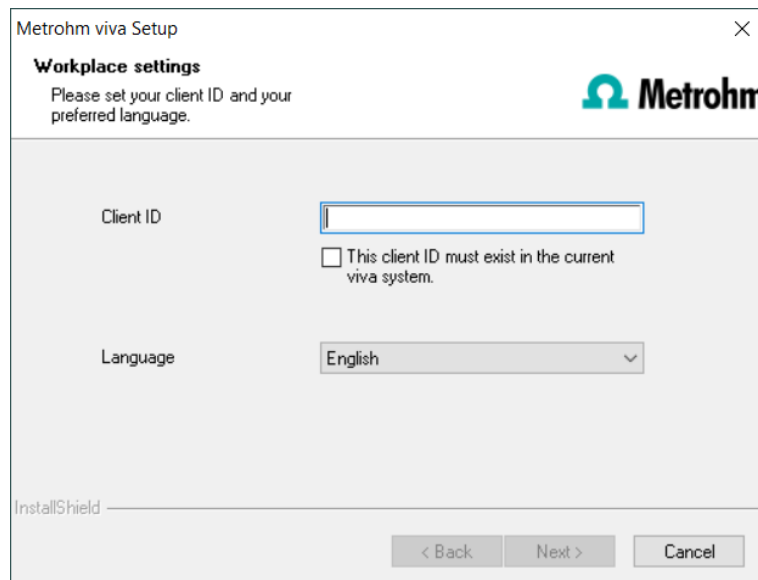 Metrohm viva Setup
Workplace settings
Please set your client ID and your
preferred language.
Metrohm
Client ID
This client ID must exist in the current
viva system.
Language
English
InstallShield
< Back
Next >
Cancel